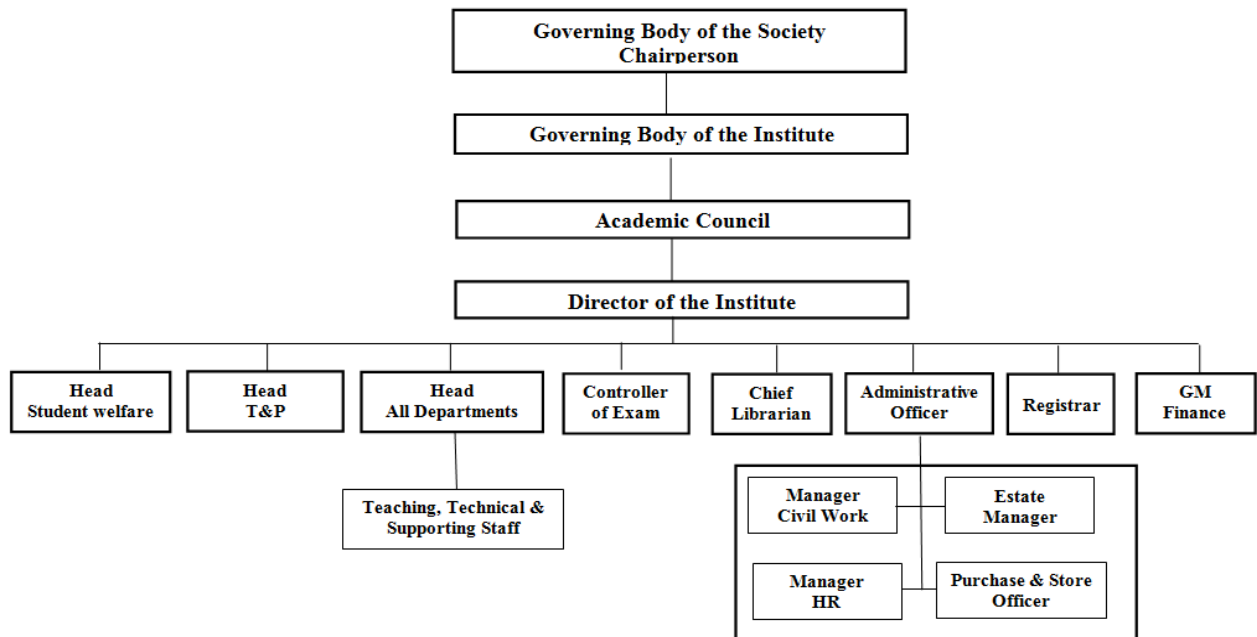 Governing Body of the Society
Chairperson
Governing Body of the Institute
Academic Council
Director of the Institute
Head
Student welfare
Head
T&P
Head
All Departments
Controller
of Exam
Chief
Librarian
Administrative
Officer
Registrar
GM
Finance
Teaching, Technical &
Supporting Staff
Manager
Civil Work
Estate
Manager
Manager
HR
Purchase & Store
Officer